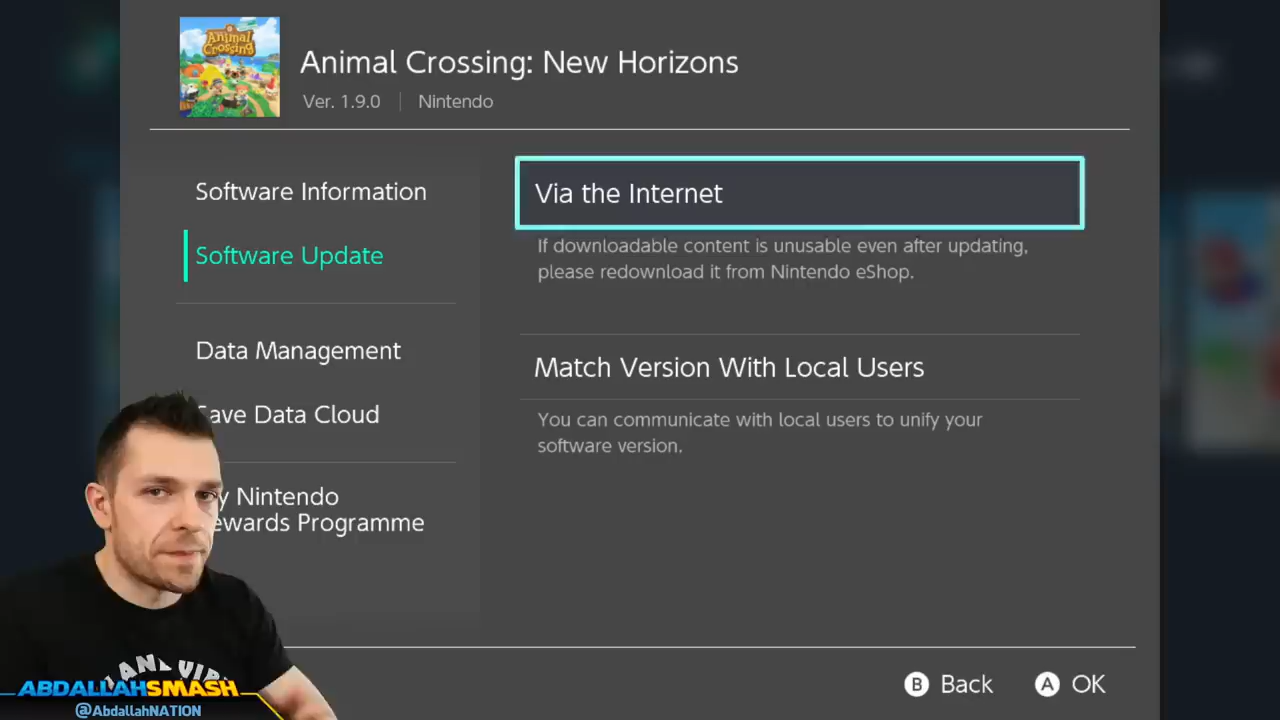 Animal Crossing: New Horizons
Ver. 1.9.0 | Nintendo
Software Information
Software Update
Data Management
ave Data Cloud
y Nintendo
ewards Programme
Via the Internet
If downloadable content is unusable even after updating,
please redownload it from Nintendo eShop.
Match Version With Local Users
You can communicate with local users to unify your
software version.
B Back
A OK
ABDALLAHSMASH
@AbdallahNATION